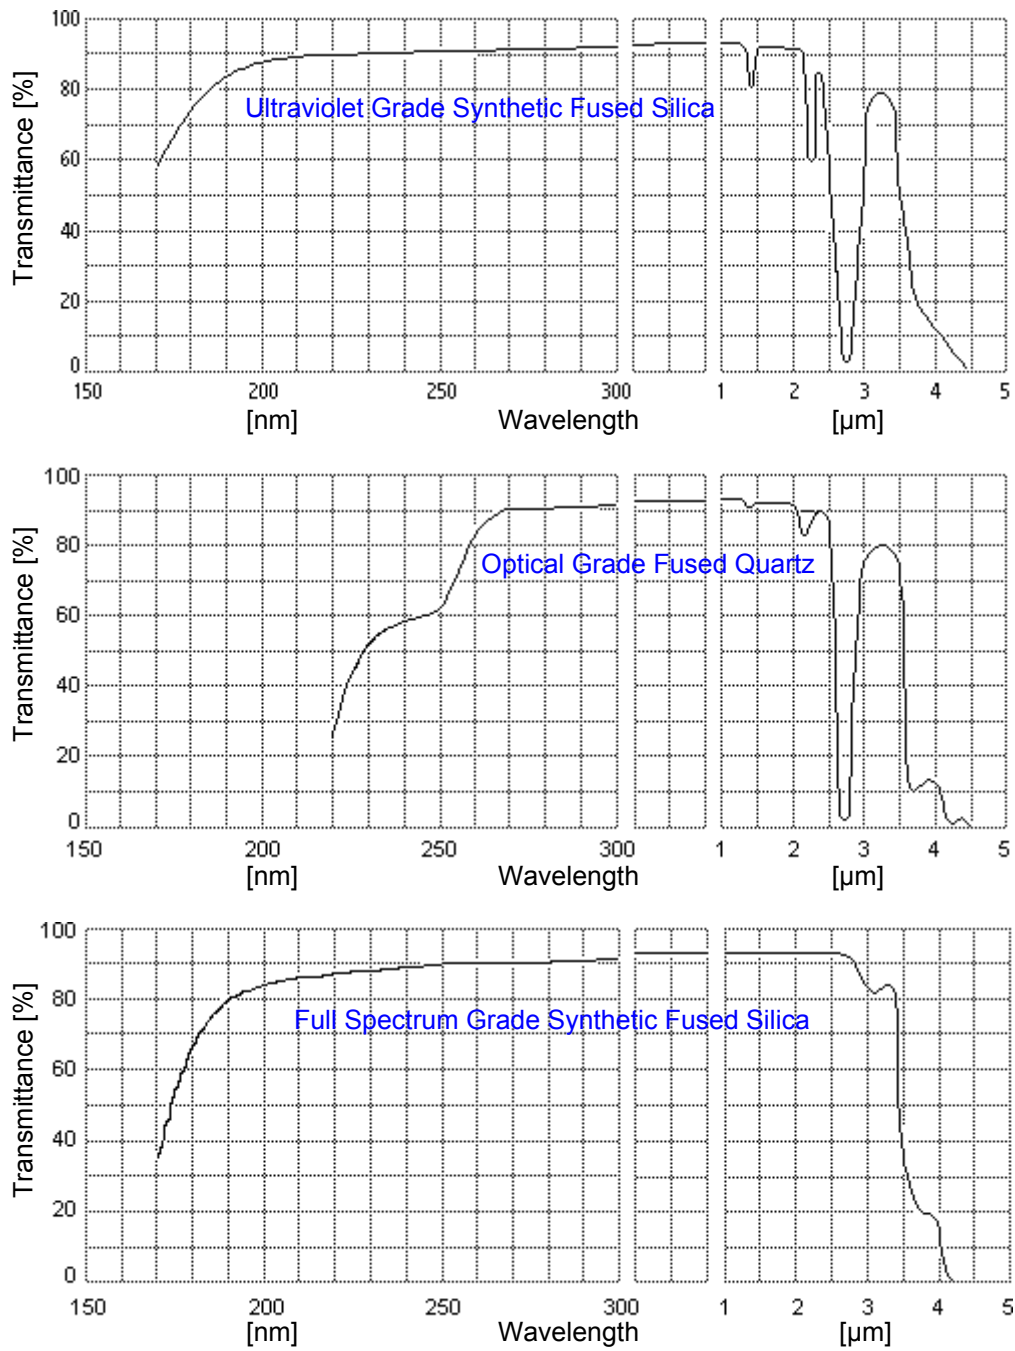 Transmittance [%]
100
80
60
40
20
0
Ultraviolet Grade Synthetic Fused Silica
150 200 250 300 1 2 3 4 5
[nm] Wavelength [µm]
Transmittance [%]
100
80
60
40
20
0
Optical Grade Fused Quartz
150 200 250 300 1 2 3 4 5
[nm] Wavelength [µm]
Transmittance [%]
100
80
60
40
20
0
Full Spectrum Grade Synthetic Fused Silica
150 200 250 300 1 2 3 4 5
[nm] Wavelength [µm]